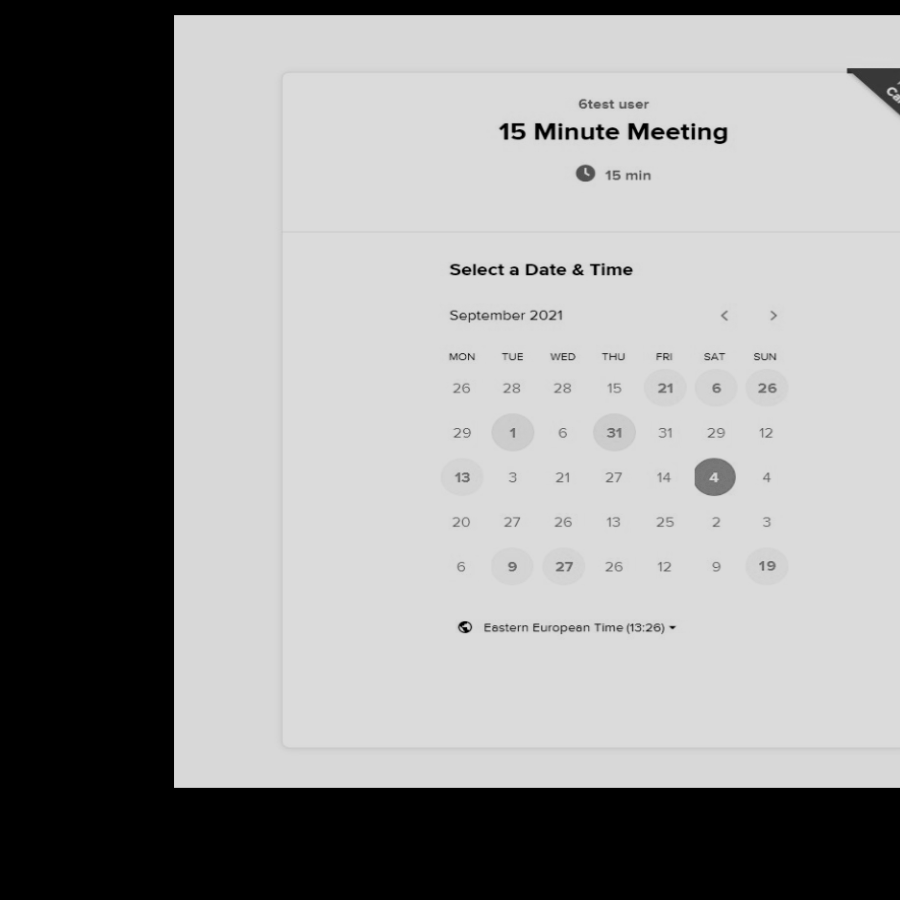 6test user
15 Minute Meeting
15 min
Select a Date & Time
September 2021
MON TUE WED THU FRI SAT SUN
26 28 28 15 21 6 26
29 1 6 31 31 29 12
13 3 21 27 14 4 4
20 27 26 13 25 2 3
6 9 27 26 12 9 19
Eastern European Time (13:26)